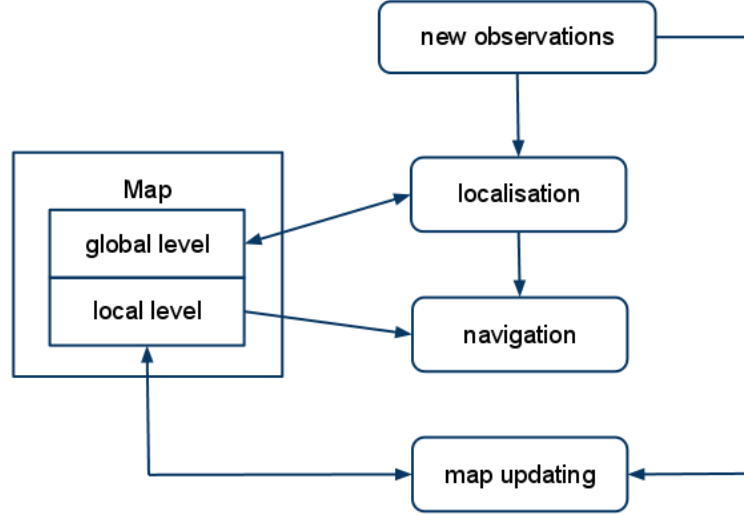 new observations
localisation
Map
global level
local level
navigation
map updating